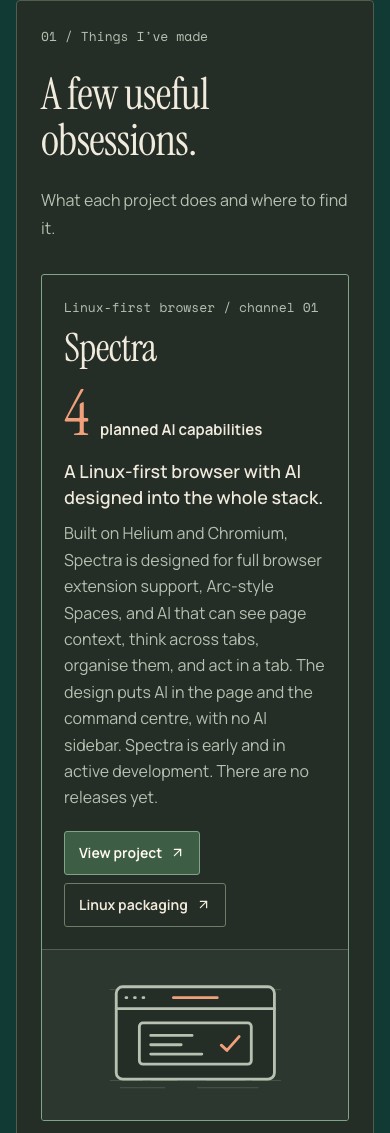 01 / Things I've made
A few useful
obsessions.
What each project does and where to find
it.
Linux-first browser / channel 01
Spectra
4 planned AI capabilities
A Linux-first browser with AI
designed into the whole stack.
Built on Helium and Chromium,
Spectra is designed for full browser
extension support, Arc-style
Spaces, and AI that can see page
context, think across tabs,
organise them, and act in a tab. The
design puts AI in the page and the
command centre, with no AI
sidebar. Spectra is early and in
active development. There are no
releases yet.
View project ↗
Linux packaging ↗